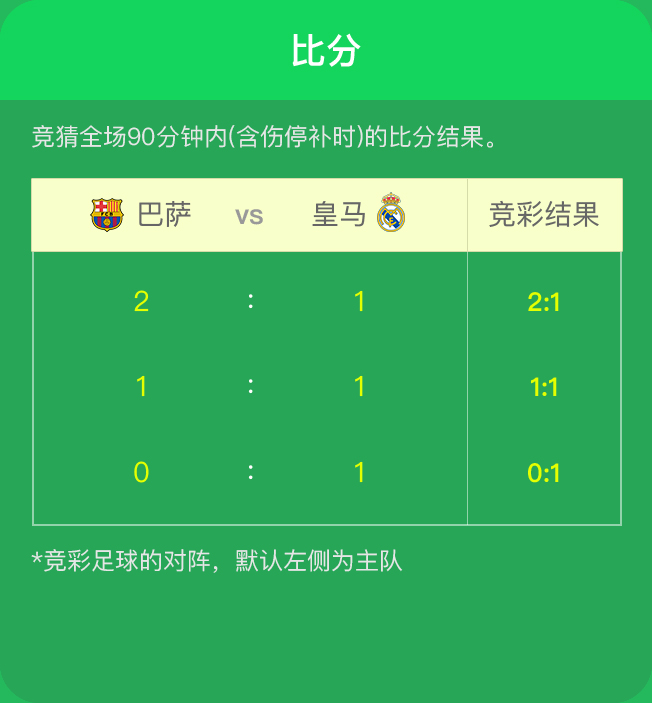 比分
竞猜全场90分钟内(含伤停补时)的比分结果。
巴萨 vs 皇马 竞彩结果
2 : 1 2:1
1 : 1 1:1
0 : 1 0:1
*竞彩足球的对阵，默认左侧为主队